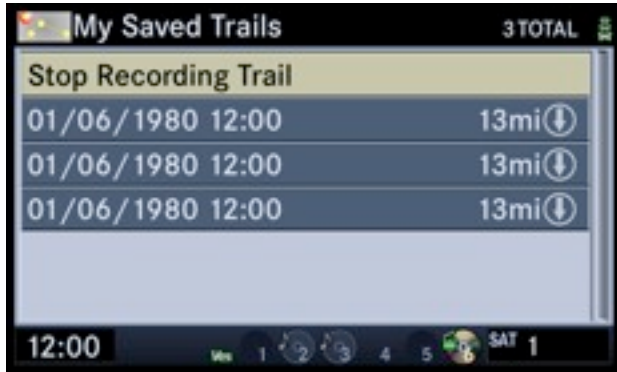 My Saved Trails 3 TOTAL
Stop Recording Trail
01/06/1980 12:00 13mi
01/06/1980 12:00 13mi
01/06/1980 12:00 13mi
12:00 Ves 1 2 3 4 5 6 SAT 1